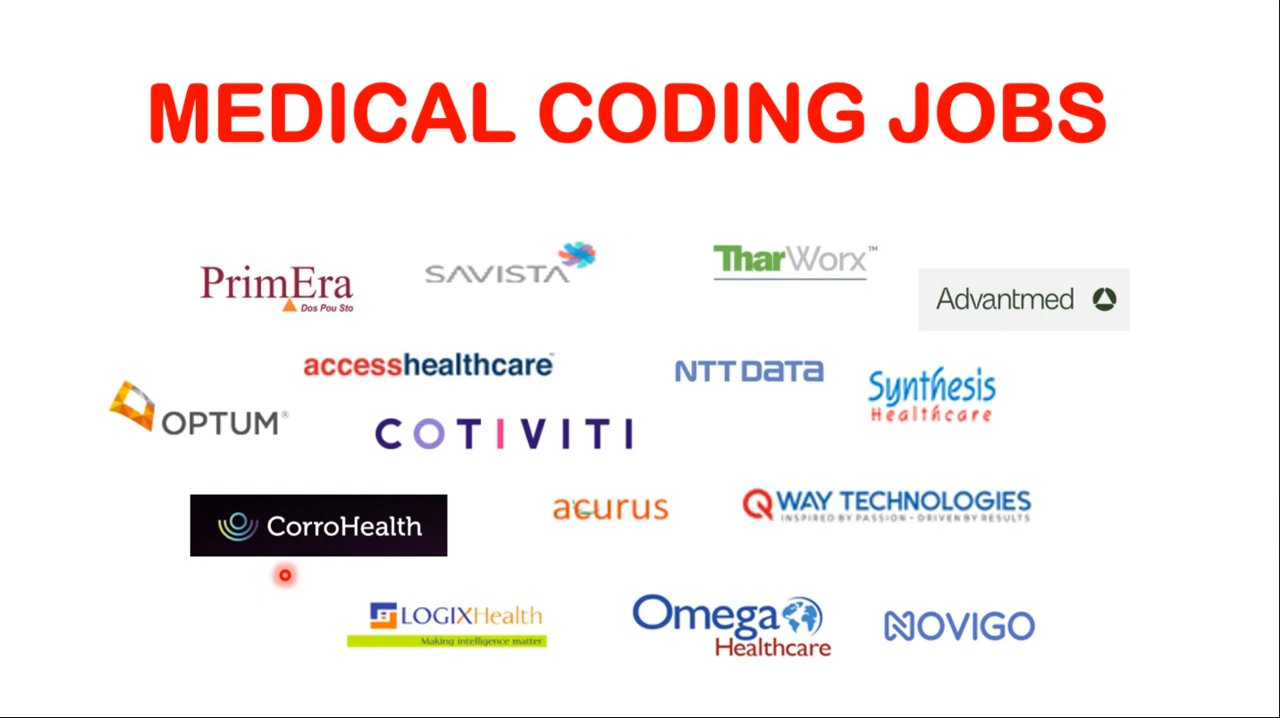 MEDICAL CODING JOBS
PrimEra
Dos Pou Sto
SAVISTA
TharWorx™
Advantmed
accesshealthcare™
NTT DATA
Synthesis
Healthcare
OPTUM®
COTIVITI
CorroHealth
acurus
QWAY TECHNOLOGIES
INSPIRED BY PASSION - DRIVEN BY RESULTS
LOGIXHealth
Making intelligence matter
Omega
Healthcare
NOVIGO